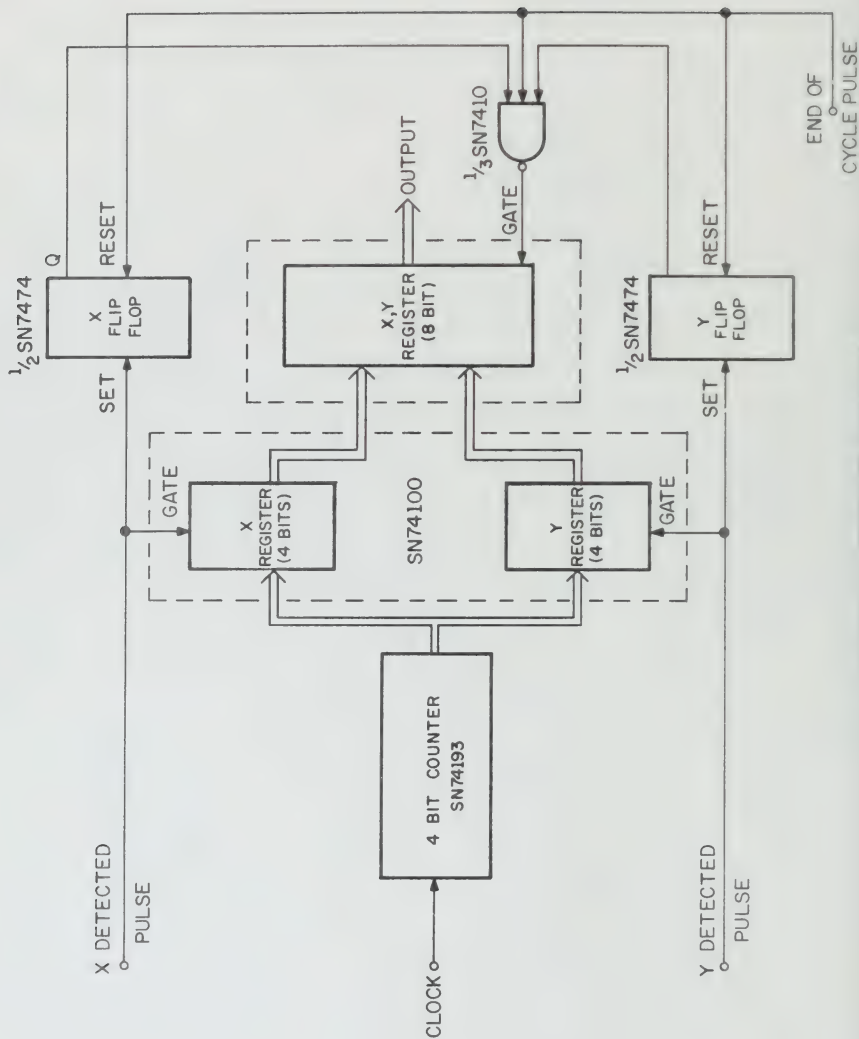 X DETECTED
PULSE
CLOCK
Y DETECTED
PULSE
4 BIT COUNTER
SN74193
GATE
X
REGISTER
(4 BITS)
SN74100
Y
REGISTER
(4 BITS)
GATE
SET
1/2 SN7474
X
FLIP
FLOP
Q
RESET
X,Y
REGISTER
(8 BIT)
OUTPUT
GATE
1/3 SN7410
SET
1/2 SN7474
Y
FLIP
FLOP
RESET
END OF
CYCLE PULSE